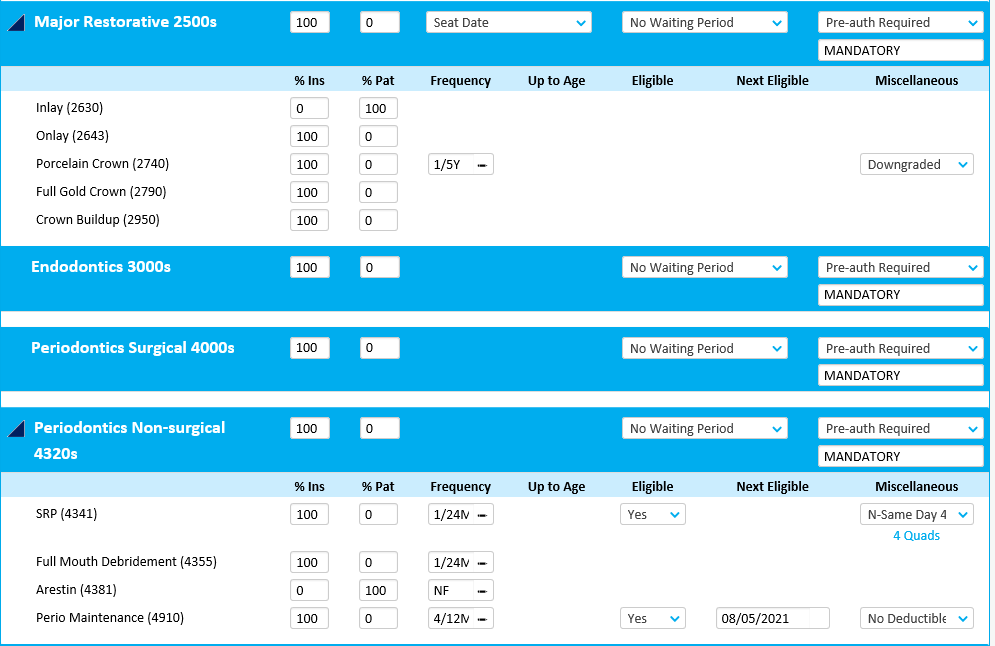 Major Restorative 2500s 100 0 Seat Date No Waiting Period Pre-auth Required
MANDATORY
% Ins % Pat Frequency Up to Age Eligible Next Eligible Miscellaneous
Inlay (2630) 0 100
Onlay (2643) 100 0
Porcelain Crown (2740) 100 0 1/5Y Downgraded
Full Gold Crown (2790) 100 0
Crown Buildup (2950) 100 0
Endodontics 3000s 100 0 No Waiting Period Pre-auth Required
MANDATORY
Periodontics Surgical 4000s 100 0 No Waiting Period Pre-auth Required
MANDATORY
Periodontics Non-surgical 100 0 No Waiting Period Pre-auth Required
4320s MANDATORY
% Ins % Pat Frequency Up to Age Eligible Next Eligible Miscellaneous
SRP (4341) 100 0 1/24M Yes N-Same Day 4
4 Quads
Full Mouth Debridement (4355) 100 0 1/24M
Arestin (4381) 0 100 NF
Perio Maintenance (4910) 100 0 4/12M Yes 08/05/2021 No Deductible